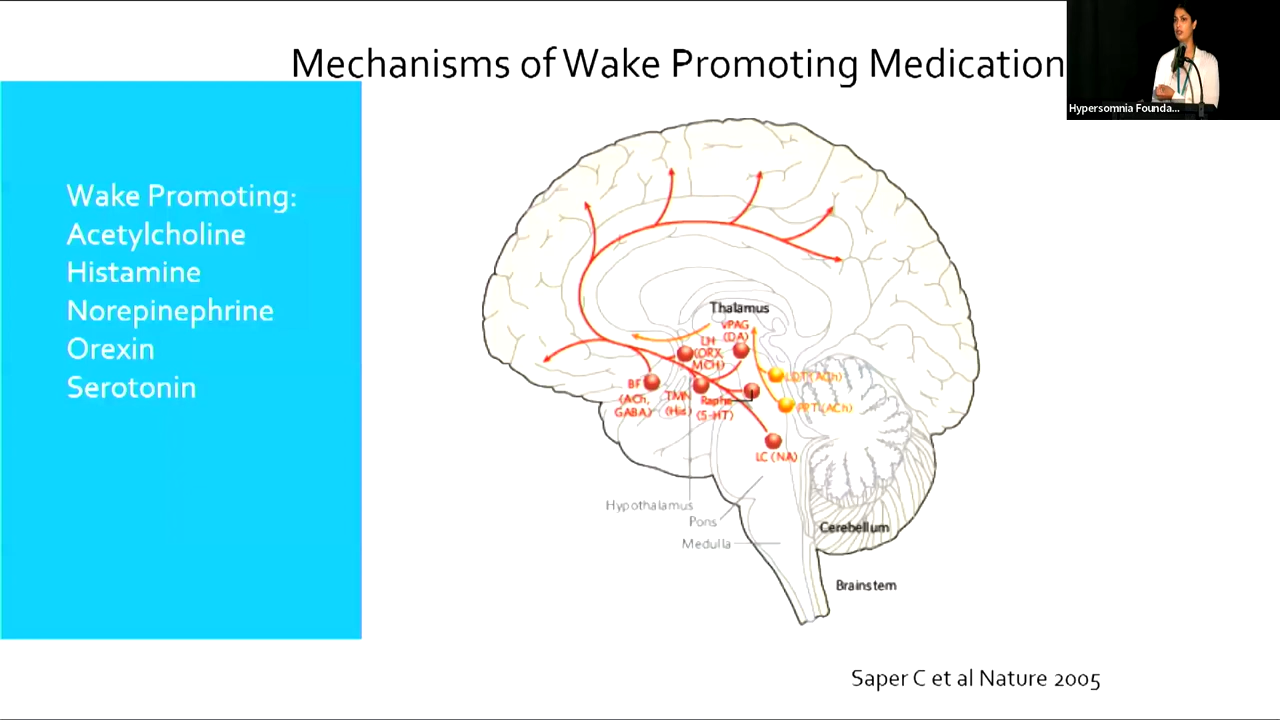 Mechanisms of Wake Promoting Medication
Hypersomnia Founda...
Wake Promoting:
Acetylcholine
Histamine
Norepinephrine
Orexin
Serotonin
Thalamus
vPAG
(DA)
LH
(ORX,
MCH)
BF
(ACh,
GABA)
TMN
(His)
Raphe
(5-HT)
LDT (ACh)
PPT (ACh)
LC (NA)
Hypothalamus
Pons
Medulla
Cerebellum
Brainstem
Saper C et al Nature 2005